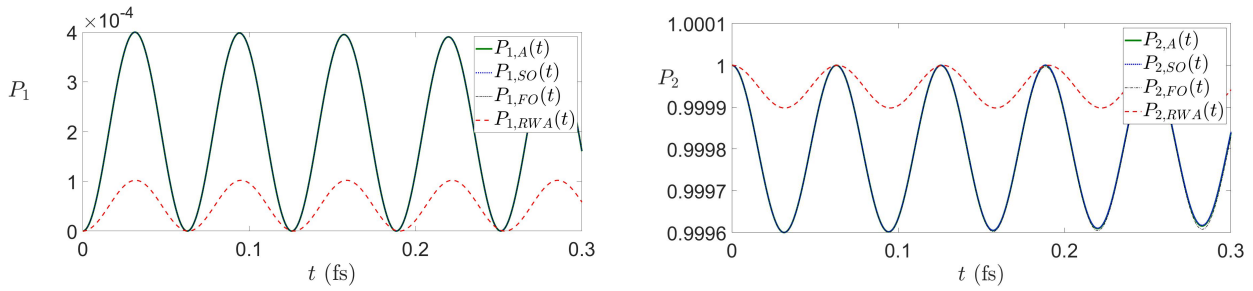 ×10⁻⁴
4
3
2
1
0
P₁
0
0.1
0.2
0.3
t (fs)
P₁,A(t)
P₁,SO(t)
P₁,FO(t)
P₁,RWA(t)
1.0001
1
0.9999
0.9998
0.9997
0.9996
P₂
0
0.1
0.2
0.3
t (fs)
P₂,A(t)
P₂,SO(t)
P₂,FO(t)
P₂,RWA(t)